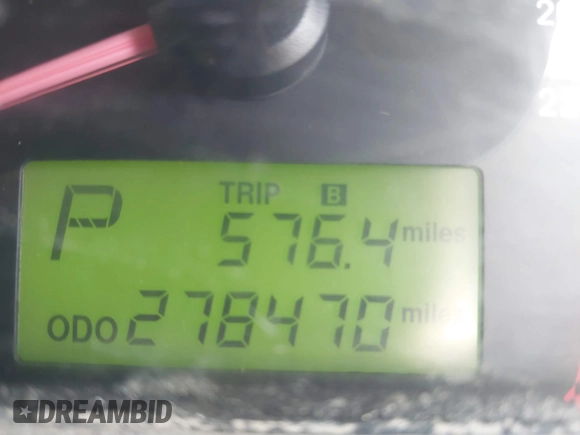 P
TRIP B
576.4 miles
ODO 278470 miles
DREAMBID